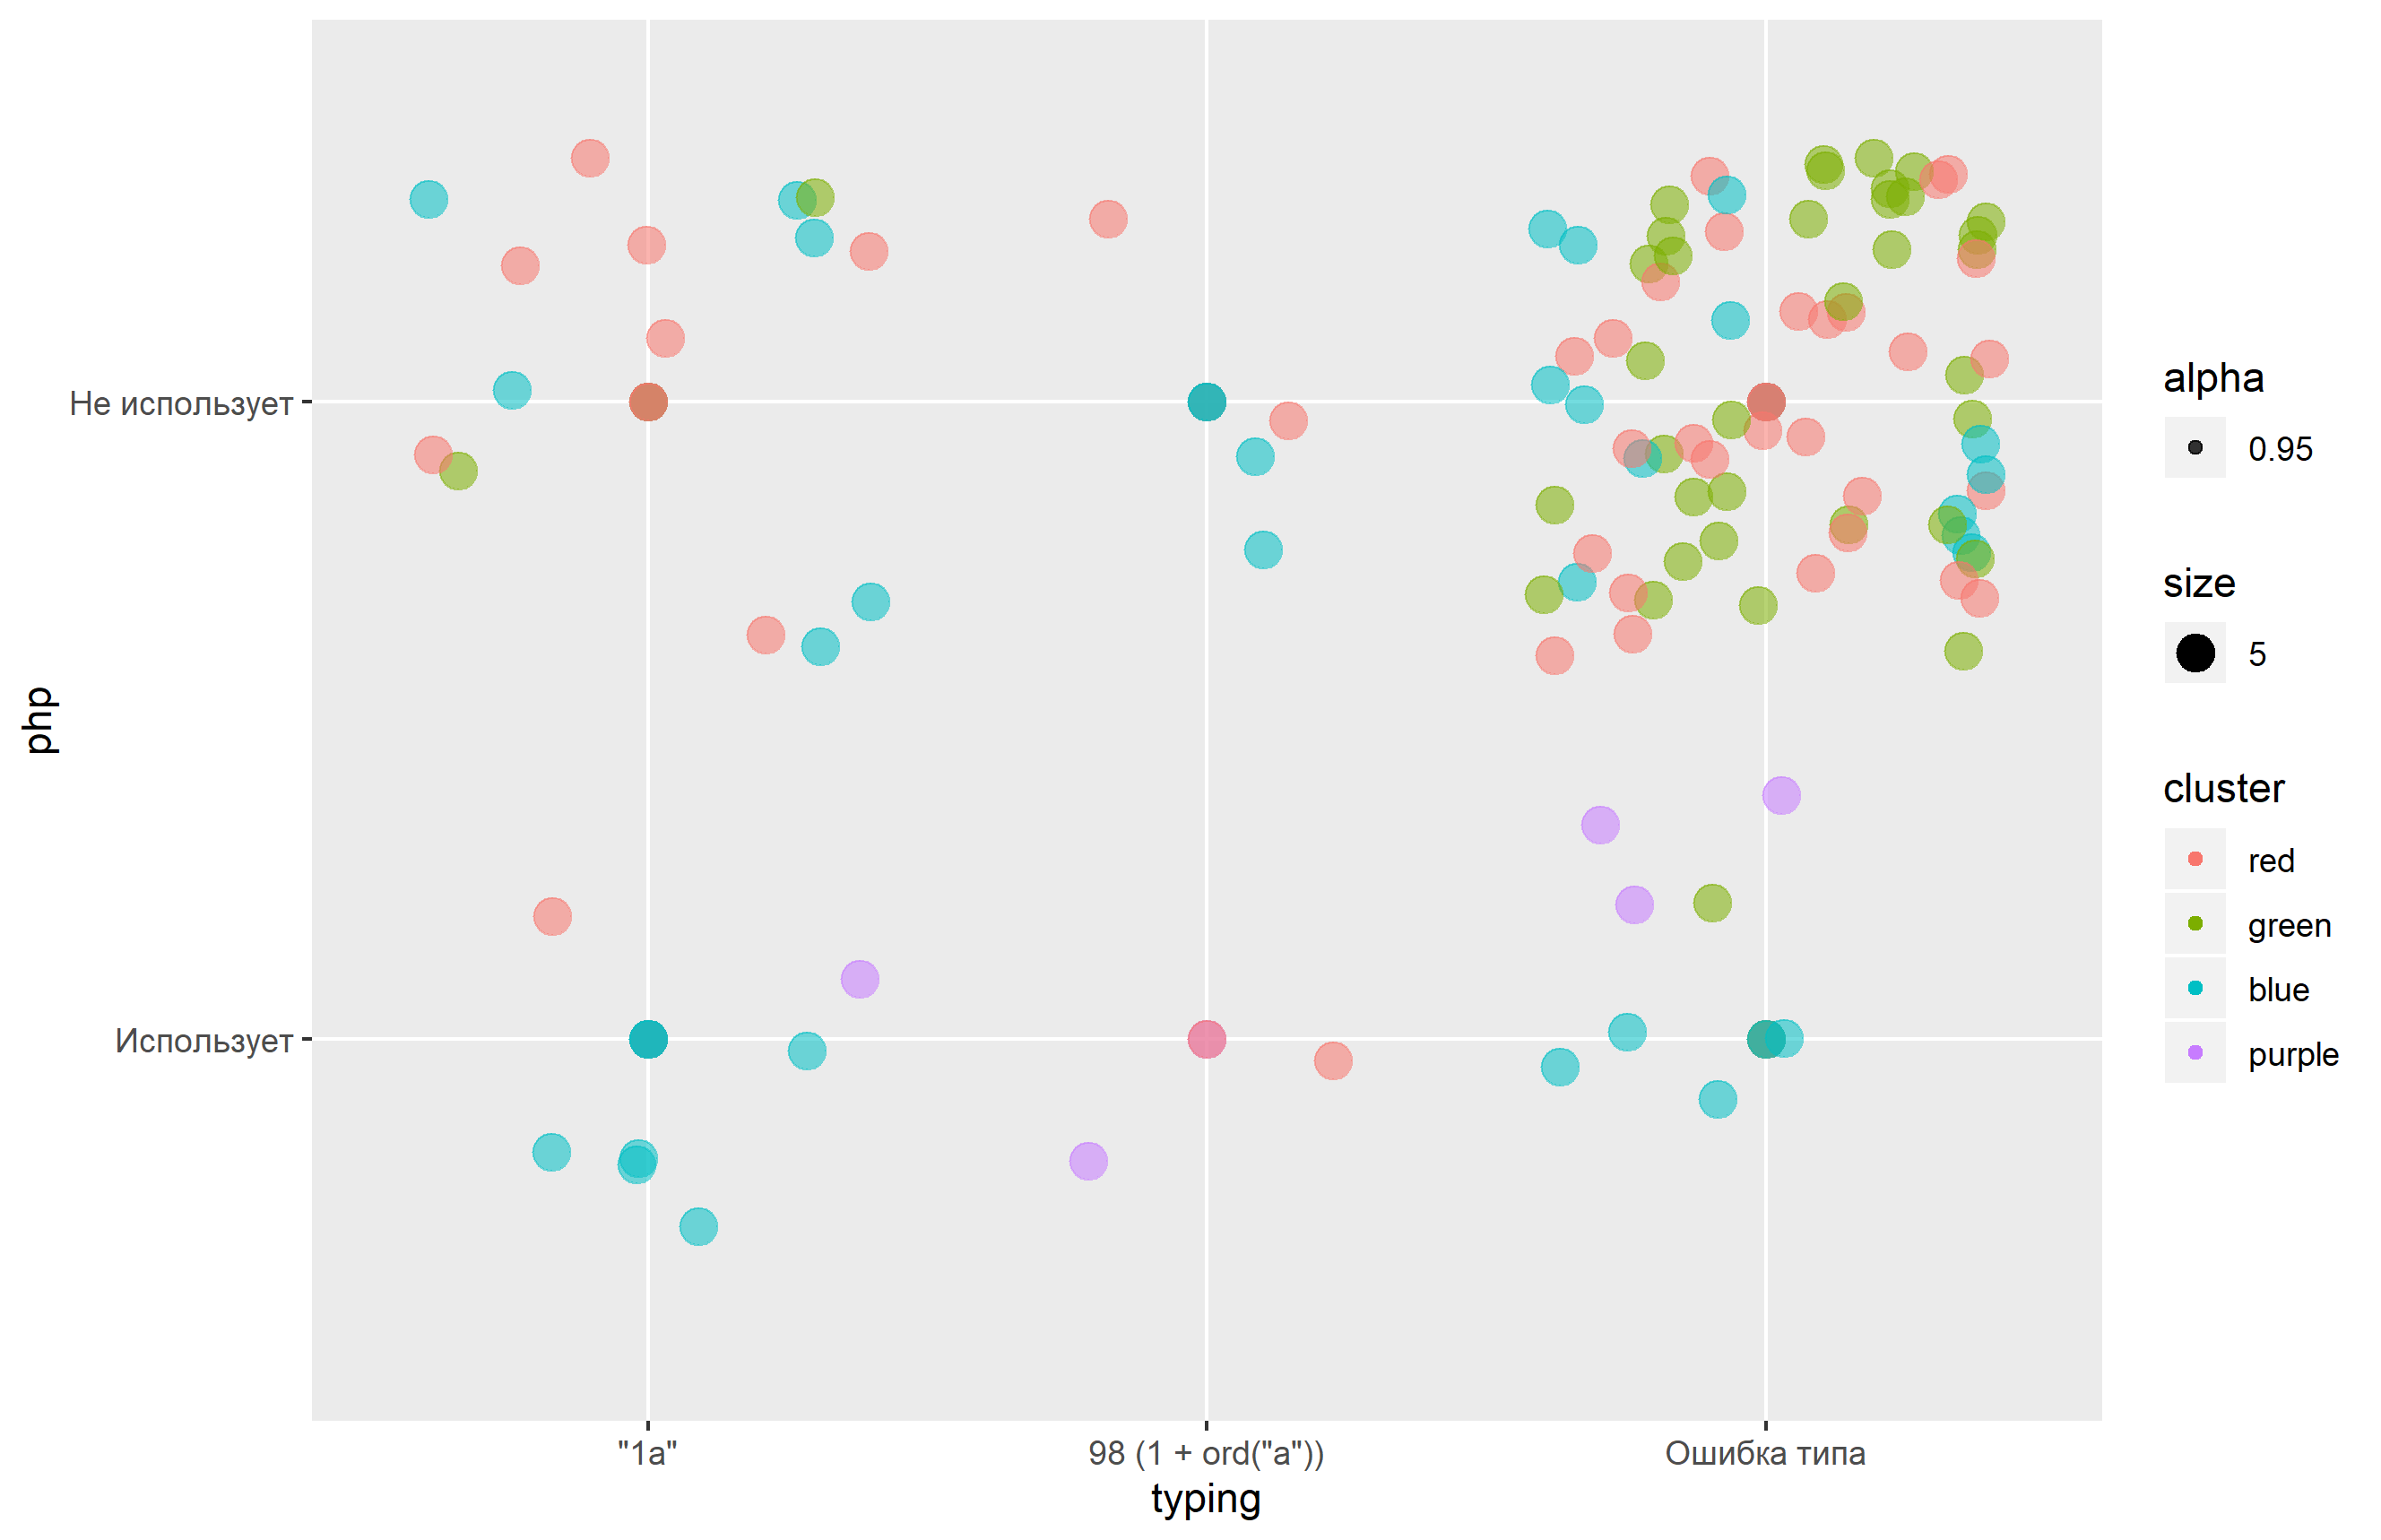 php
Не использует
Использует
"1a"
98 (1 + ord("a"))
Ошибка типа
typing
alpha
0.95
size
5
cluster
red
green
blue
purple